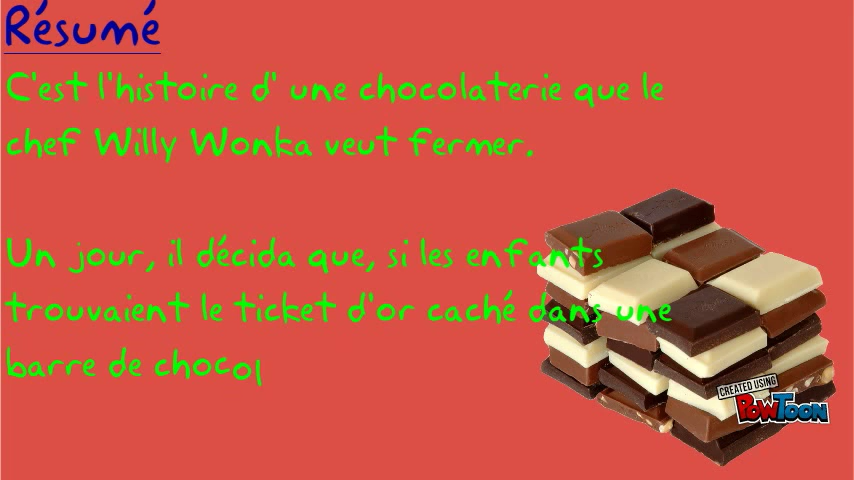 Résumé
C'est l'histoire d' une chocolaterie que le
chef Willy Wonka veut fermer.
Un jour, il décida que, si les enfants
trouvaient le ticket d'or caché dans une
barre de chocol
CREATED USING
POWTOON